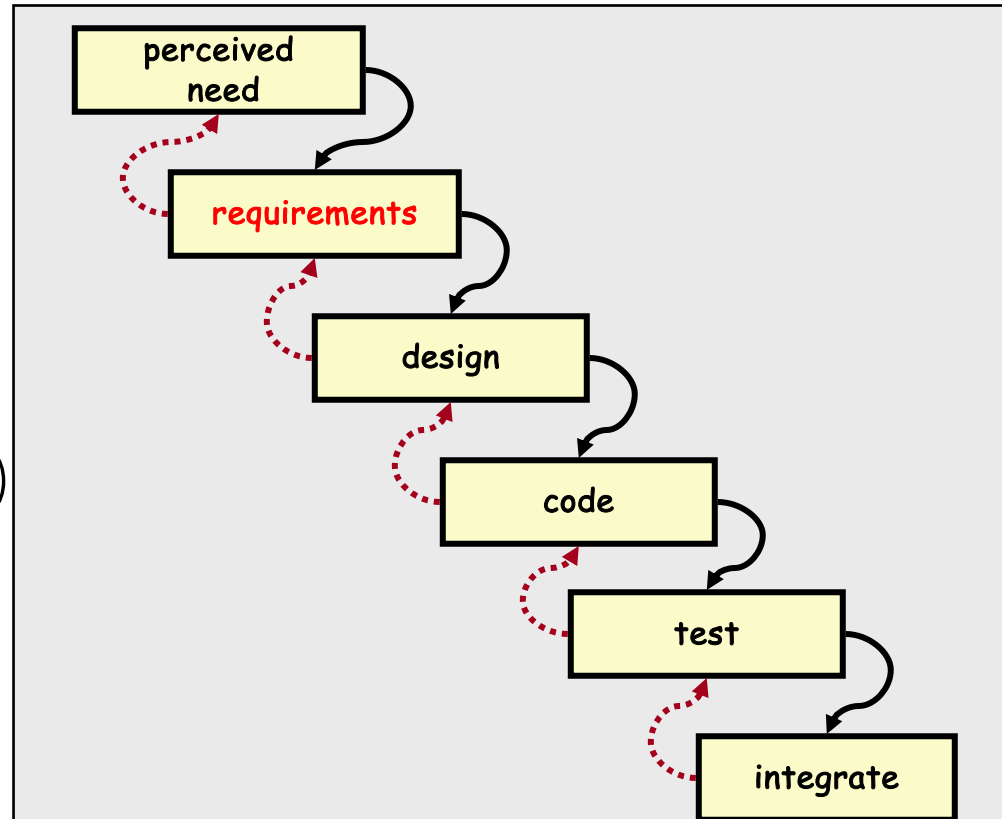 perceived
need
requirements
design
code
test
integrate